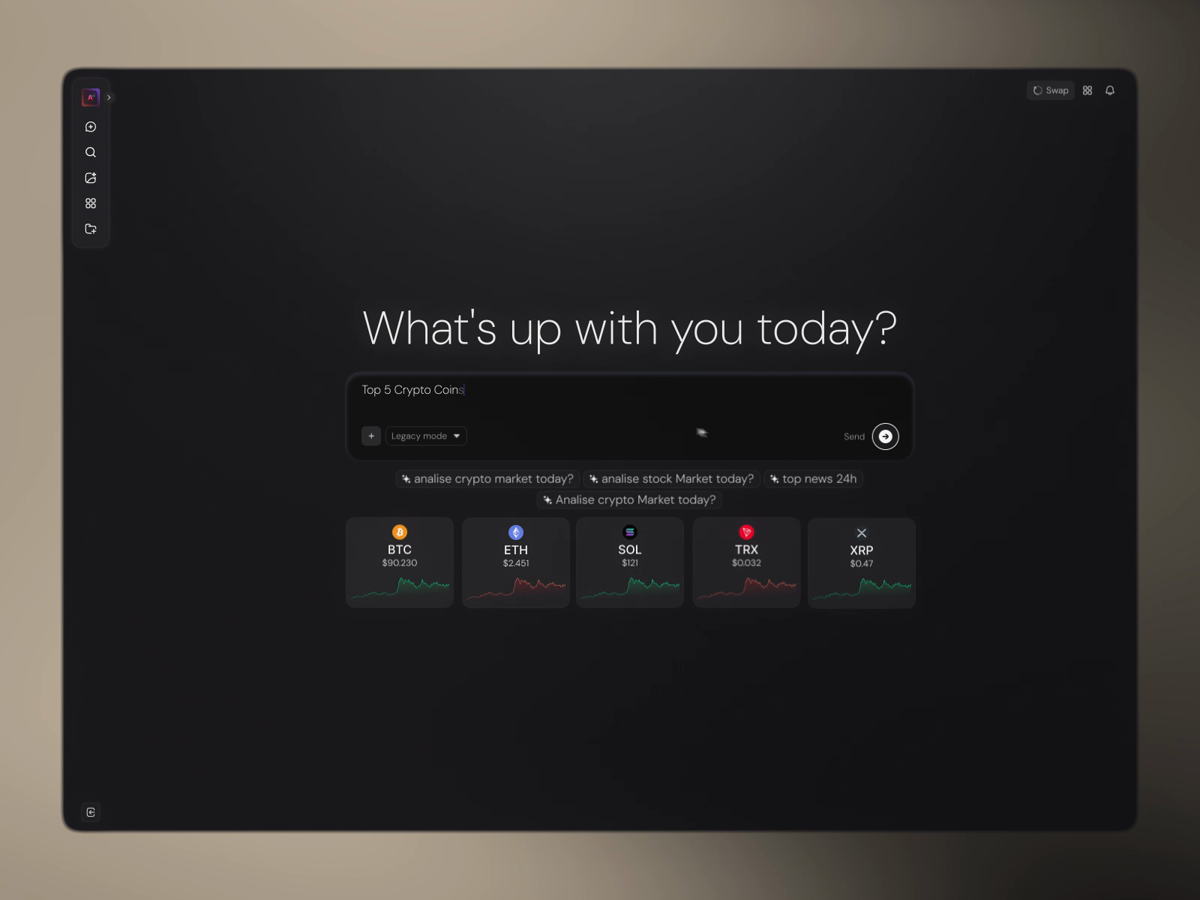 Swap
What's up with you today?
Top 5 Crypto Coins
+ Legacy mode
Send
analise crypto market today?
analise stock Market today?
top news 24h
Analise crypto Market today?
BTC
$90.230
ETH
$2.451
SOL
$121
TRX
$0.032
XRP
$0.47